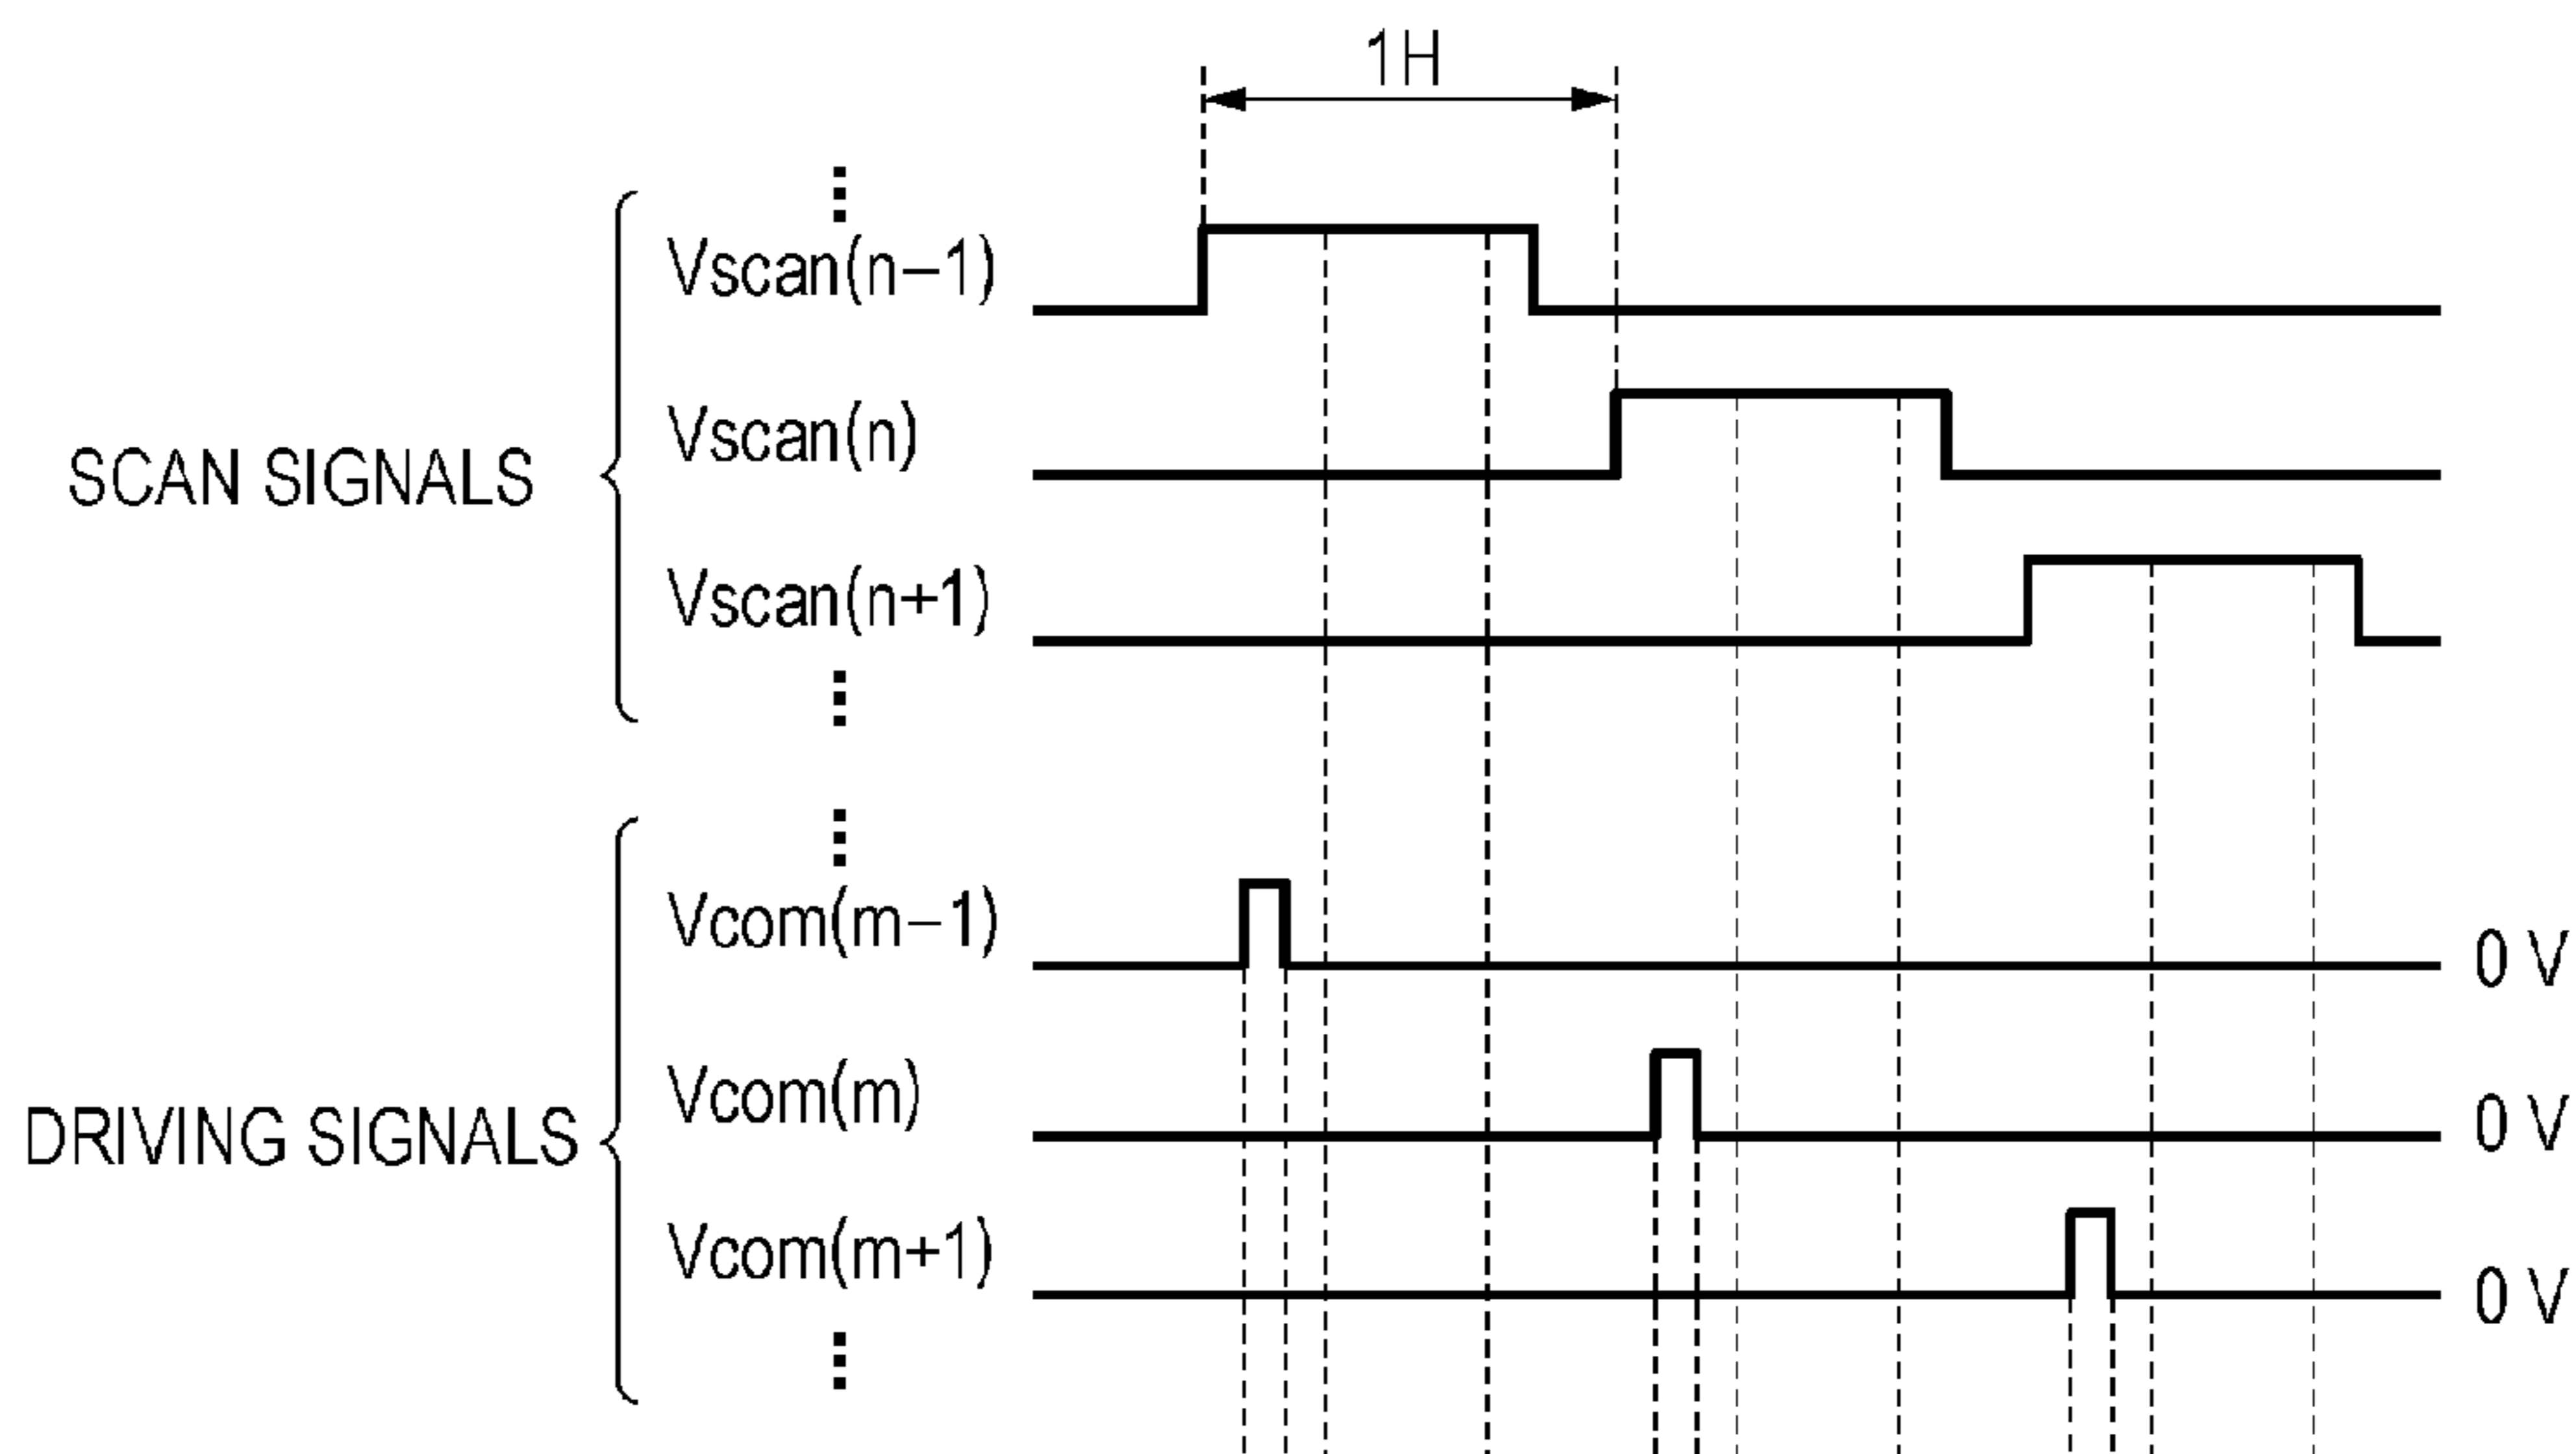 1H
Vscan(n−1)
Vscan(n)
SCAN SIGNALS
Vscan(n+1)
Vcom(m−1)
0 V
Vcom(m)
0 V
DRIVING SIGNALS
Vcom(m+1)
0 V